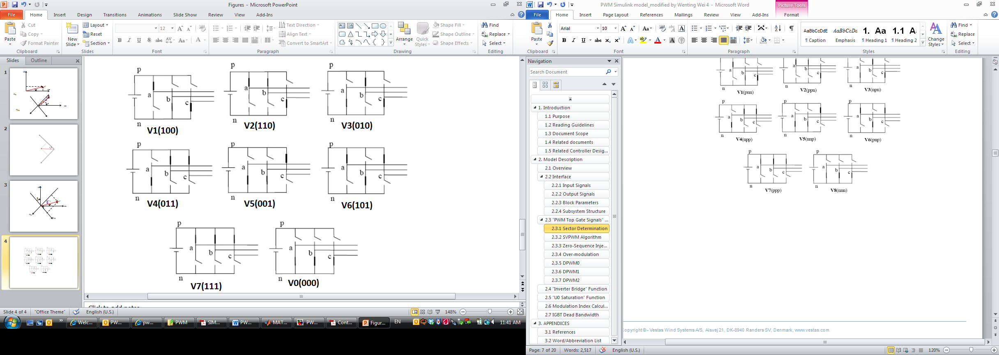 Figures - Microsoft PowerPoint
File Home Insert Design Transitions Animations Slide Show Review View Add-Ins
Paste
Cut
Copy
Format Painter
Clipboard
New Slide
Layout
Reset
Section
Slides
12
B I U S abc AV Aa A
Font
Text Direction
Align Text
Convert to SmartArt
Paragraph
Arrange
Quick Styles
Shape Fill
Shape Outline
Shape Effects
Drawing
Find
Replace
Select
Editing
Slides Outline
1
2
3
4
p a b c n
V1(100)
p a b c n
V2(110)
p a b c n
V3(010)
p a b c n
V4(011)
p a b c n
V5(001)
p a b c n
V6(101)
p a b c n
V7(111)
p a b c n
V0(000)
Click to add notes
Slide 4 of 4 "Office Theme" English (U.S.) 148%
Welc... PW... pw... PWM SIM... PW... MAT... PW... Cont... Figur... EN 11:41 AM
PWM Simulink model_modified by Wenting Wei 4 - Microsoft Word
Picture Tools
File Home Insert Page Layout References Mailings Review View Add-Ins Format
Paste
Clipboard
Arial 10
B I U abc x₂ x²
Font
Paragraph
AaBbCcDdE AaBbCcDc 1. Aa 1.1 A
¶ Caption Emphasis ¶ Heading 1 ¶ Heading 2
Change Styles
Styles
Find
Replace
Select
Editing
Navigation
Search Document
1. Introduction
1.1 Purpose
1.2 Reading Guidelines
1.3 Document Scope
1.4 Related documents
1.5 Related Controller Desig...
2. Model Description
2.1 Overview
2.2 Interface
2.2.1 Input Signals
2.2.2 Output Signals
2.2.3 Block Parameters
2.2.4 Subsystem Structure
2.3 "PWM Top Gate Signals" ...
2.3.1 Sector Determination
2.3.2 SVPWM Algorithm
2.3.3 Zero-Sequence Inje...
2.3.4 Over-modulation
2.3.5 DPWM0
2.3.6 DPWM1
2.3.7 DPWM2
2.4 "Inverter Bridge" Function
2.5 "U0 Saturation" Function
2.6 Modulation Index Calcul...
2.7 IGBT Dead Bandwidth
3. APPENDICES
3.1 References
3.2 Word/Abbreviation List
a b c n
V1(pnn)
a b c n
V2(ppn)
a b c n
V3(npn)
p a b c n
V4(npp)
p a b c n
V5(nnp)
p a b c n
V6(pnp)
p a b c n
V7(ppp)
p a b c n
V8(nnn)
Copyright © - Vestas Wind Systems A/S, Alsvej 21, DK-8940 Randers SV, Denmark, www.vestas.com
Page: 7 of 20 Words: 2,517 English (U.S.) 120%